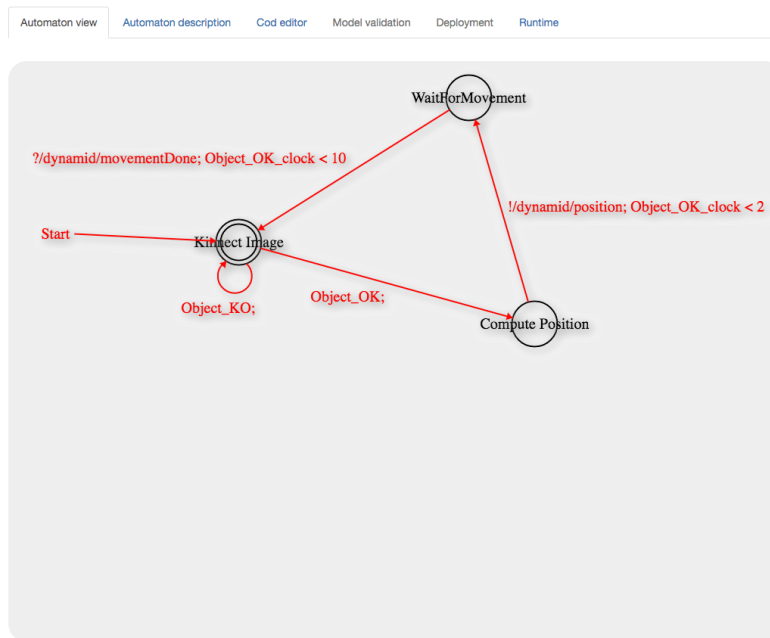 Automaton view Automaton description Cod editor Model validation Deployment Runtime
WaitForMovement
?/dynamid/movementDone; Object_OK_clock < 10
!/dynamid/position; Object_OK_clock < 2
Start
Kinnect Image
Object_OK;
Object_KO;
Compute Position